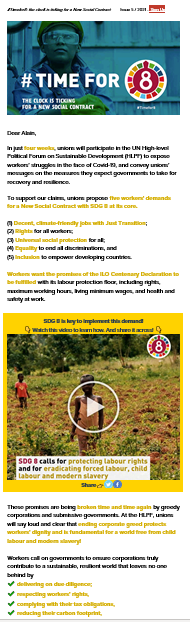 #Timefor8: the clock is ticking for a New Social Contract Issue 5 / 2021 - Join Us
# TIME FOR 8
THE CLOCK IS TICKING
FOR A NEW SOCIAL CONTRACT
#timefor8
Dear Alain,
In just four weeks, unions will participate in the UN High-level
Political Forum on Sustainable Development (HLPF) to expose
workers' struggles in the face of Covid-19, and convey unions'
messages on the measures they expect governments to take for
recovery and resilience.
To support our claims, unions propose five workers' demands
for a New Social Contract with SDG 8 at its core.
(1) Decent, climate-friendly jobs with Just Transition;
(2) Rights for all workers;
(3) Universal social protection for all;
(4) Equality to end all discriminations, and
(5) Inclusion to empower developing countries.
Workers want the promises of the ILO Centenary Declaration to
be fulfilled with its labour protection floor, including rights,
maximum working hours, living minimum wages, and health and
safety at work.
SDG 8 is key to implement this demand!
Watch this video to learn how. And share it across!
8
SDG 8 calls for protecting labour rights
and for eradicating forced labour, child
labour and modern slavery
Share
These promises are being broken time and time again by greedy
corporations and submissive governments. At the HLPF, unions
will say loud and clear that ending corporate greed protects
workers' dignity and is fundamental for a world free from child
labour and modern slavery!
Workers call on governments to ensure corporations truly
contribute to a sustainable, resilient world that leaves no one
behind by
✔ delivering on due diligence;
✔ respecting workers' rights,
✔ complying with their tax obligations,
✔ reducing their carbon footprint,